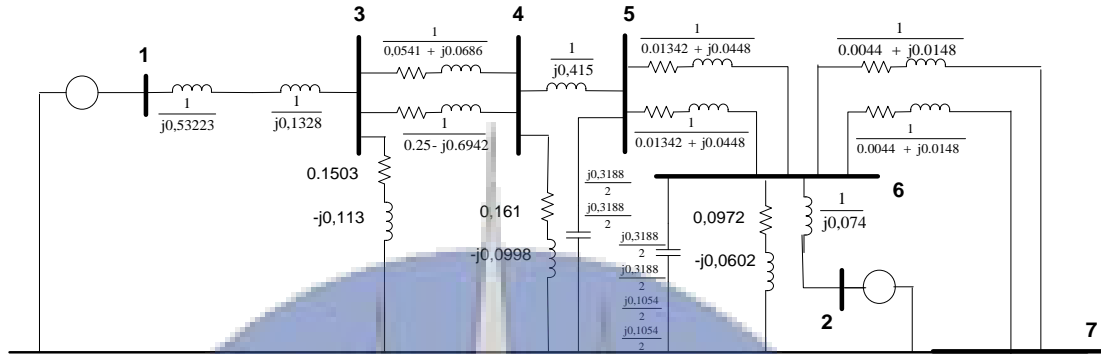 1
3
4
5
6
2
7
1
j0,53223
1
j0,1328
1
0,0541 + j0.0686
1
0.25- j0.6942
1
j0,415
1
0.01342 + j0.0448
1
0.01342 + j0.0448
1
0.0044 + j0.0148
1
0.0044 + j0.0148
0.1503
-j0,113
0,161
-j0,0998
j0,3188
2
j0,3188
2
j0,3188
2
j0,3188
2
j0,1054
2
j0,1054
2
0,0972
-j0,0602
1
j0,074